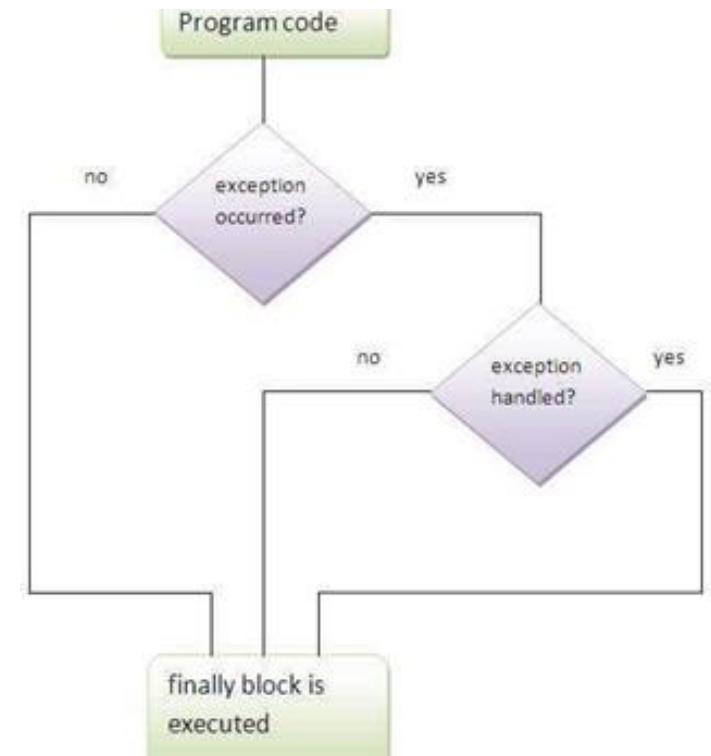 Program code
no
exception
occurred?
yes
no
exception
handled?
yes
finally block is
executed